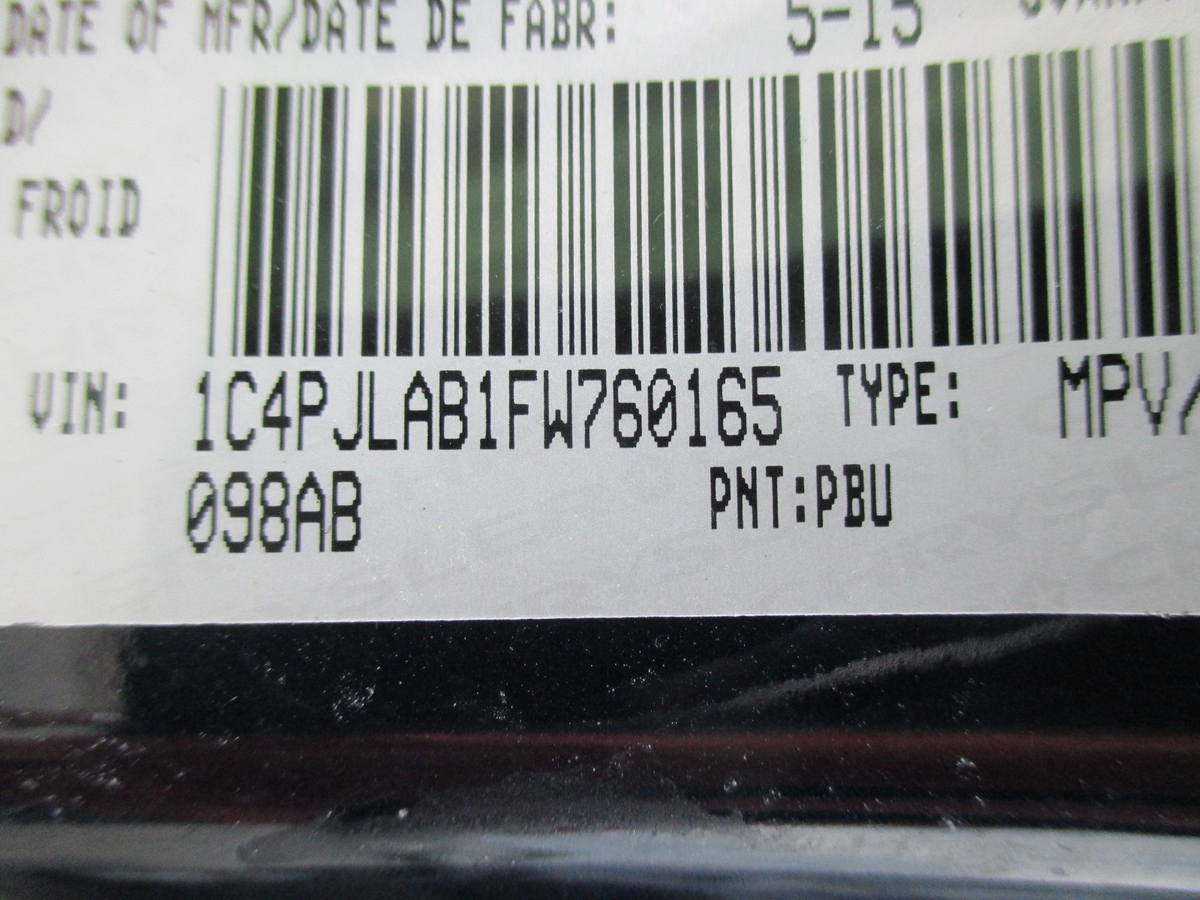 DATE OF MFR/DATE DE FABR: 5-15
D/
FROID
VIN: 1C4PJLAB1FW760165 TYPE: MPV/
098AB PNT:PBU